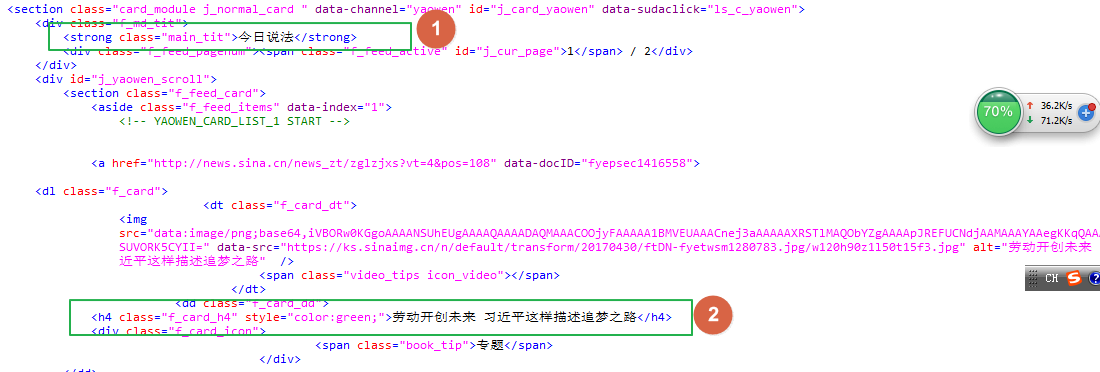 <section class="card_module j_normal_card " data-channel="yaowen" id="j_card_yaowen" data-sudaclick="ls_c_yaowen">
<div class="f_md_tit">
<strong class="main_tit">今日说法</strong>
1
<div class="f_feed_pagenum"><span class="f_feed_active" id="j_cur_page">1</span> / 2</div>
</div>
<div id="j_yaowen_scroll">
<section class="f_feed_card">
<aside class="f_feed_items" data-index="1">
<!-- YAOWEN_CARD_LIST_1 START -->
70%
36.2K/s
71.2K/s
<a href="http://news.sina.cn/news_zt/zglzjxs?vt=4&pos=108" data-docID="fyepsec1416558">
<dl class="f_card">
<dt class="f_card_dt">
<img
src="data:image/png;base64,iVBORw0KGgoAAAANSUhEUgAAAAQAAAADAQMAAACOOjyFAAAAA1BMVEUAAACnej3aAAAAAXRSTlMAQObYZgAAAApJREFUCNdjAAMAAAYAAegKKqQAA
SUVORK5CYII=" data-src="https://ks.sinaimg.cn/n/default/transform/20170430/ftDN-fyetwsm1280783.jpg/w120h90z1l50t15f3.jpg" alt="劳动开创未来
近平这样描述追梦之路" />
<span class="video_tips icon_video"></span>
CH
</dt>
<dd class="f_card_dd">
<h4 class="f_card_h4" style="color:green;">劳动开创未来 习近平这样描述追梦之路</h4>
2
<div class="f_card_icon">
<span class="book_tip">专题</span>
</div>
</dd>